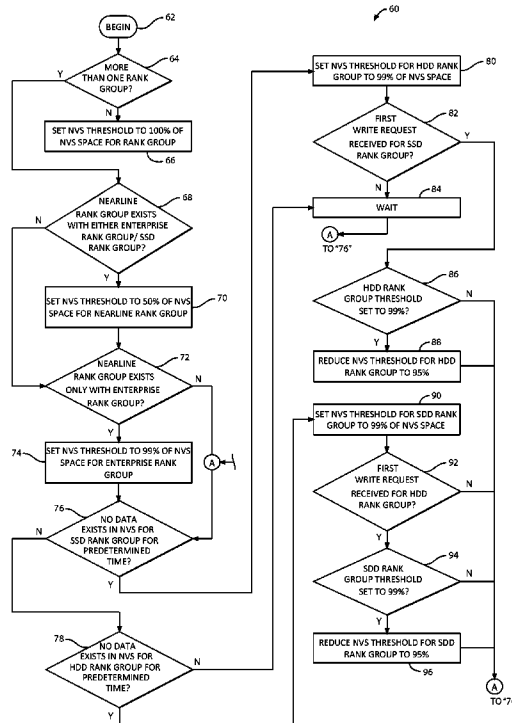 60
BEGIN
62
MORE
THAN ONE RANK
GROUP?
64
Y
N
SET NVS THRESHOLD TO 100% OF
NVS SPACE FOR RANK GROUP
66
NEARLINE
RANK GROUP EXISTS
WITH EITHER ENTERPRISE
RANK GROUP/ SSD
RANK GROUP?
68
N
Y
SET NVS THRESHOLD TO 50% OF NVS
SPACE FOR NEARLINE RANK GROUP
70
NEARLINE
RANK GROUP EXISTS
ONLY WITH ENTERPRISE
RANK GROUP?
72
N
Y
SET NVS THRESHOLD TO 99% OF NVS
SPACE FOR ENTERPRISE RANK
GROUP
74
A
NO DATA
EXISTS IN NVS FOR
SSD RANK GROUP FOR
PREDETERMINED
TIME?
76
N
Y
NO DATA
EXISTS IN NVS FOR
HDD RANK GROUP FOR
PREDETERMINED
TIME?
78
N
Y
SET NVS THRESHOLD FOR HDD RANK
GROUP TO 99% OF NVS SPACE
80
FIRST
WRITE REQUEST
RECEIVED FOR SSD
RANK GROUP?
82
Y
N
WAIT
84
A
TO "76"
HDD RANK
GROUP THRESHOLD
SET TO 99%?
86
N
Y
REDUCE NVS THRESHOLD FOR HDD
RANK GROUP TO 95%
88
SET NVS THRESHOLD FOR SDD RANK
GROUP TO 99% OF NVS SPACE
90
FIRST
WRITE REQUEST
RECEIVED FOR HDD
RANK GROUP?
92
N
Y
SDD RANK
GROUP THRESHOLD
SET TO 99%?
94
N
Y
REDUCE NVS THRESHOLD FOR SDD
RANK GROUP TO 95%
96
A
TO "7